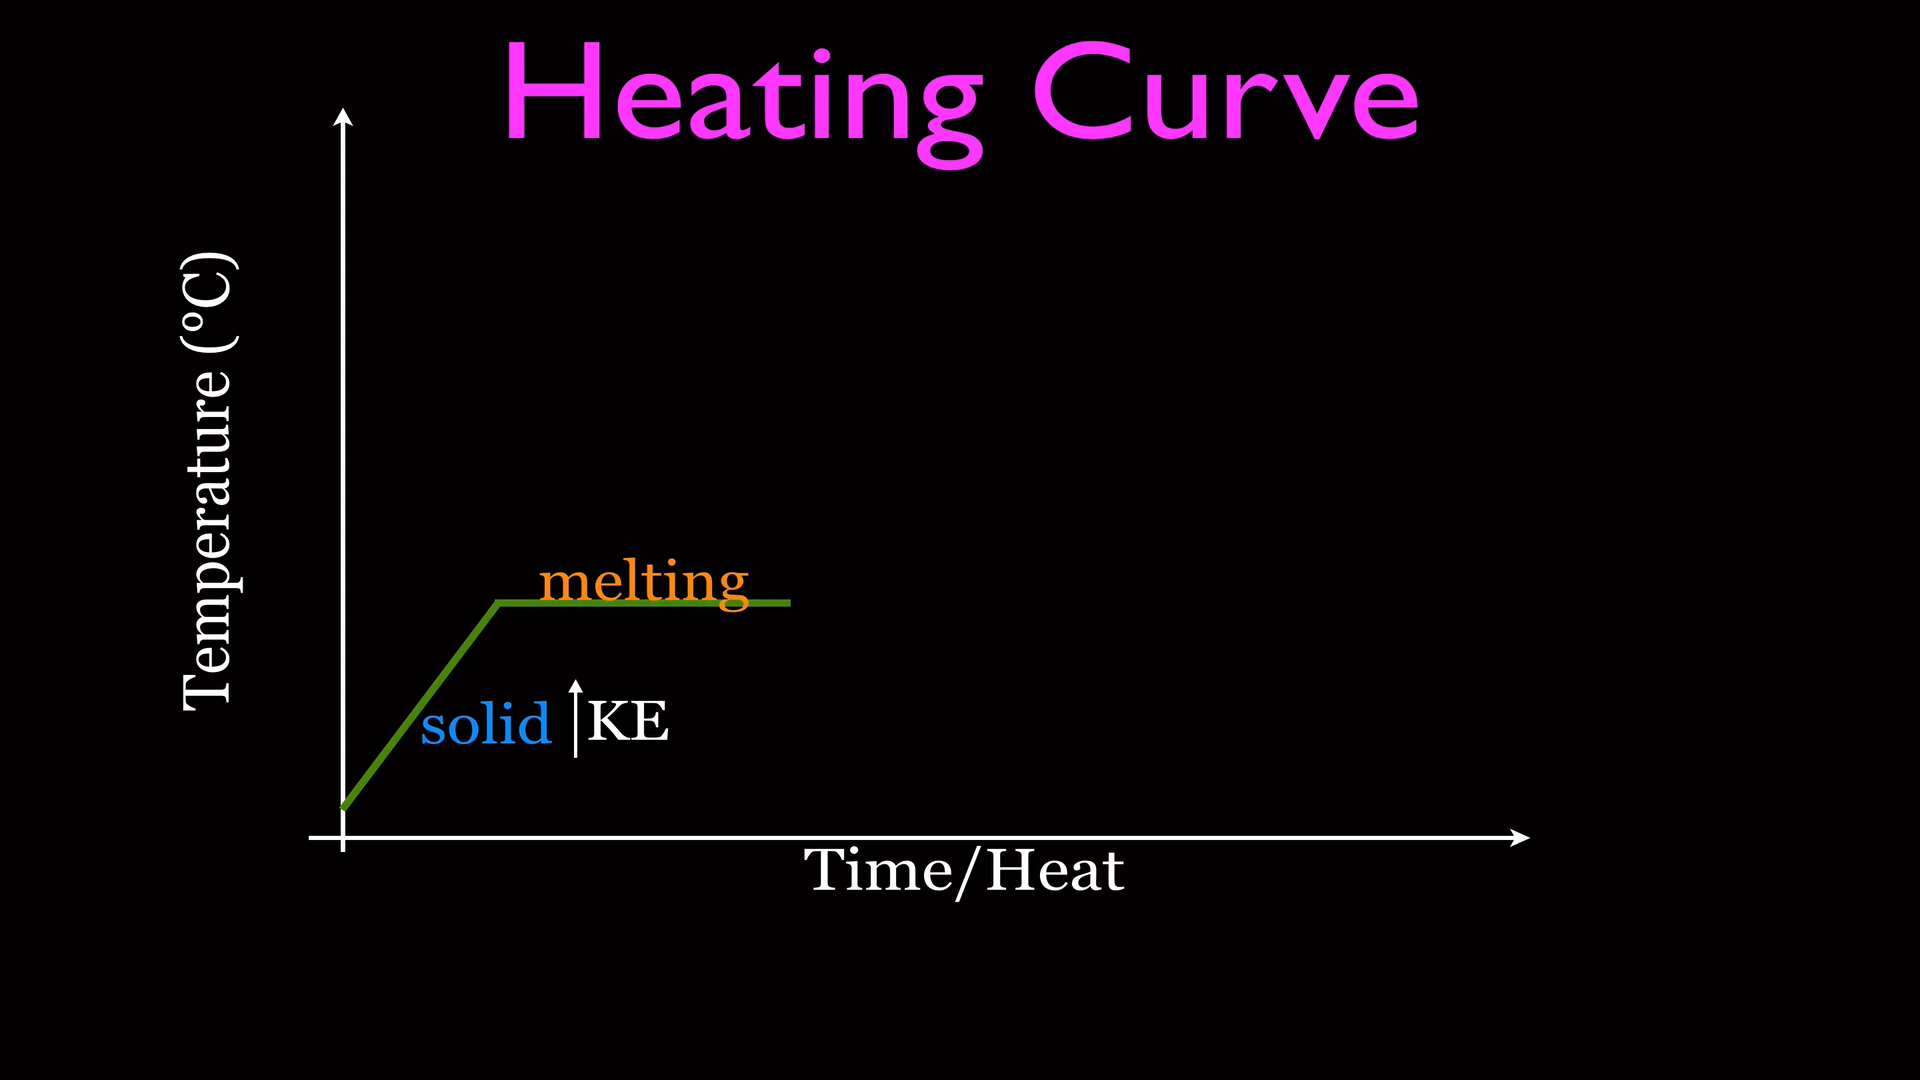 Heating Curve
Temperature (°C)
melting
solid KE
Time/Heat